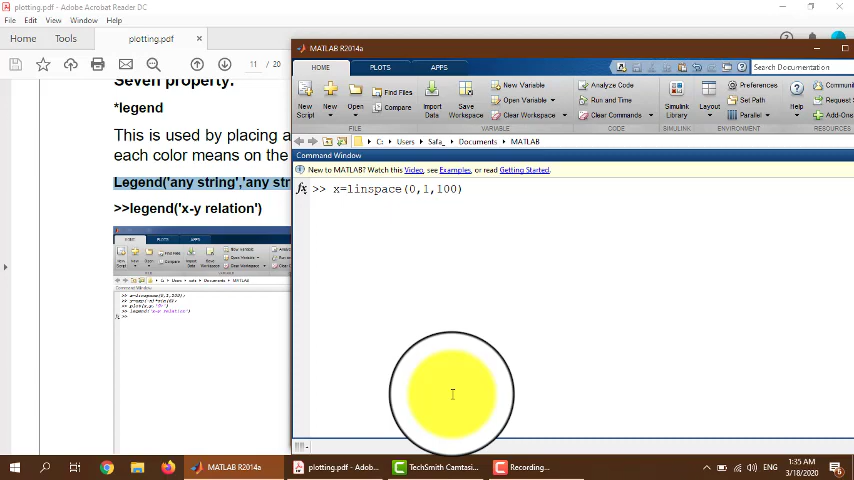 plotting.pdf - Adobe Acrobat Reader DC
File Edit View Window Help
Home Tools plotting.pdf
11 / 20
Seven property:
*legend
This is used by placing a
each color means on the
Legend('any string','any str
>>legend('x-y relation')
MATLAB R2014a
HOME PLOTS APPS
Search Documentation
New Script
New
Open
Find Files
Compare
Import Data
Save Workspace
New Variable
Open Variable
Clear Workspace
Analyze Code
Run and Time
Clear Commands
Simulink Library
Layout
Preferences
Set Path
Parallel
Help
Communi
Add-Ons
FILE VARIABLE CODE SIMULINK ENVIRONMENT RESOURCES
C: Users Safa_ Documents MATLAB
Command Window
New to MATLAB? Watch this Video, see Examples, or read Getting Started.
fx >> x=linspace(0,1,100)
MATLAB R2014a
plotting.pdf - Adobe...
TechSmith Camtasi...
Recording...
ENG
1:35 AM
3/18/2020
6